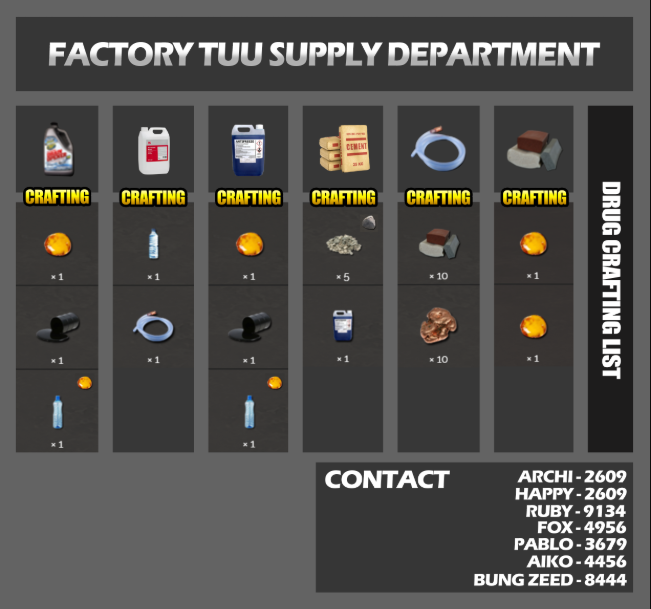 FACTORY TUU SUPPLY DEPARTMENT
CRAFTING
× 1
× 1
× 1
CRAFTING
× 1
× 1
ANTIFREEZE
CRAFTING
× 1
× 1
× 1
CEMENT
CRAFTING
× 5
× 1
CRAFTING
× 10
× 10
CRAFTING
× 1
× 1
DRUG CRAFTING LIST
CONTACT
ARCHI - 2609
HAPPY - 2609
RUBY - 9134
FOX - 4956
PABLO - 3679
AIKO - 4456
BUNG ZEED - 8444